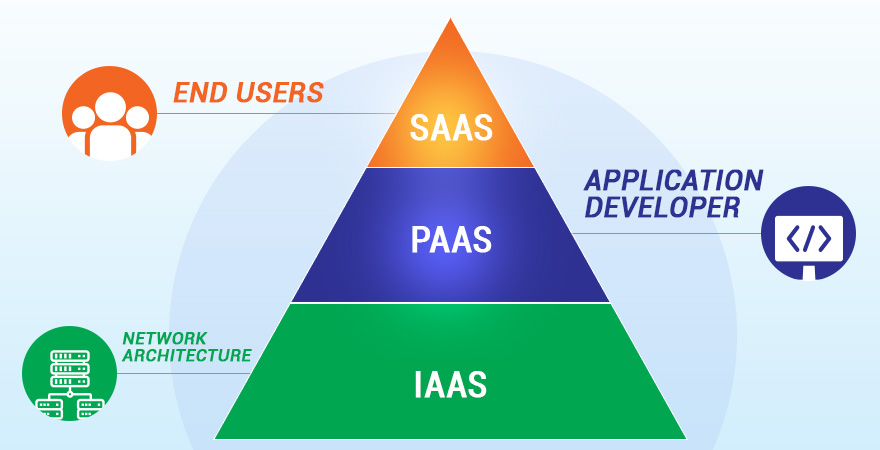 END USERS
SAAS
APPLICATION
DEVELOPER
PAAS
NETWORK
ARCHITECTURE
IAAS